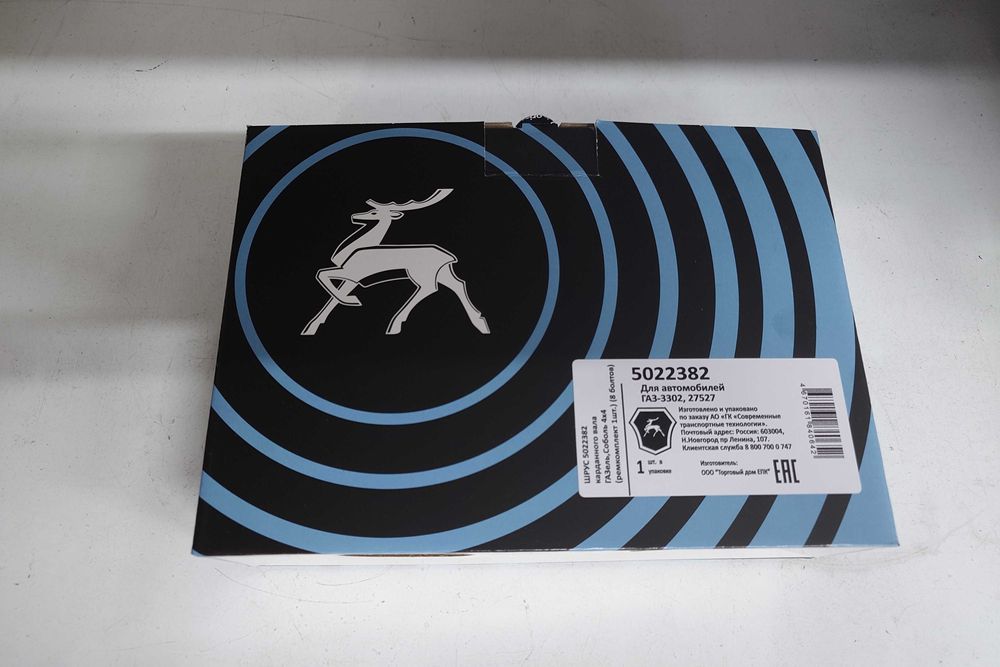 5022382
Для автомобилей
ГАЗ-3302, 27527
Изготовлено и упаковано
по заказу АО «ГК «Современные
транспортные технологии».
Почтовый адрес: Россия: 603004,
Н.Новгород пр Ленина, 107.
Клиентская служба 8 800 700 0 747
1 шт. в
упаковке
Изготовитель:
ООО "Торговый дом ЕПК"
EAC
ШРУС 5022382
карданного вала
ГАЗель,Соболь 4х4
(ремкомплект 1шт.) (8 болтов)
4670161840642